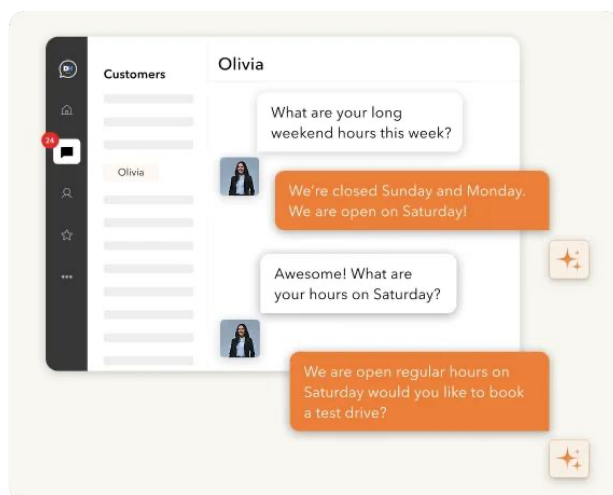 Olivia
Customers
24
Olivia
What are your long
weekend hours this week?
We're closed Sunday and Monday.
We are open on Saturday!
Awesome! What are
your hours on Saturday?
We are open regular hours on
Saturday would you like to book
a test drive?